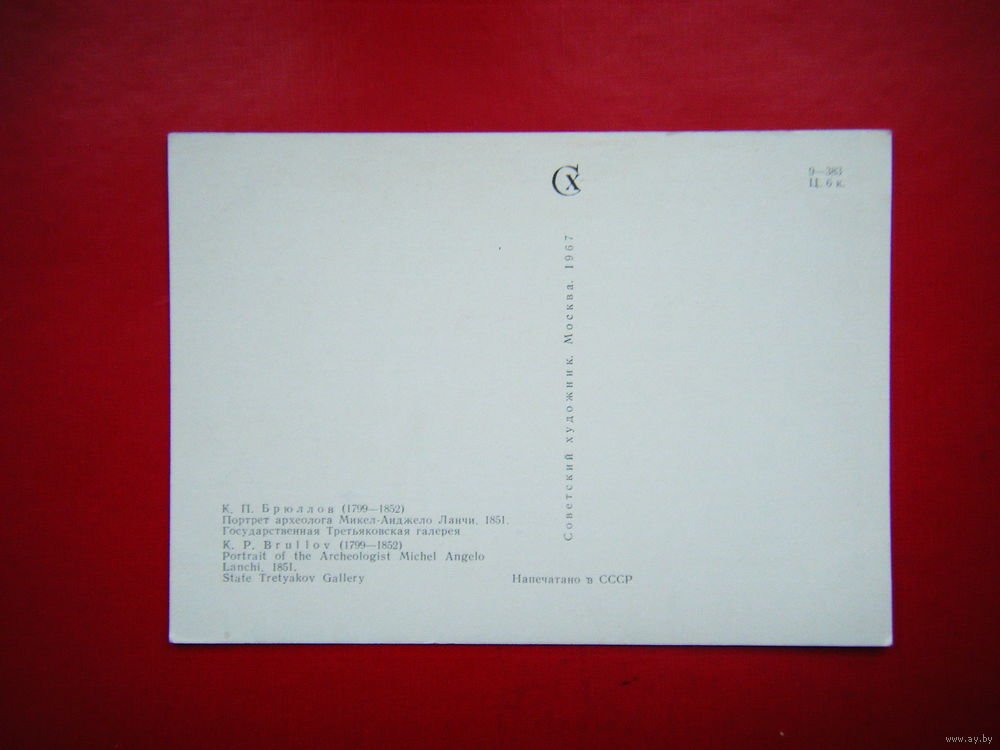 СХ
9—383
Ц. 6 к.
Советский художник. Москва. 1967
К. П. Брюллов (1799—1852)
Портрет археолога Микел-Анджело Ланчи. 1851.
Государственная Третьяковская галерея
K. P. Brullov (1799—1852)
Portrait of the Archeologist Michel Angelo
Lanchi, 1851.
State Tretyakov Gallery
Напечатано в СССР
www.ay.by